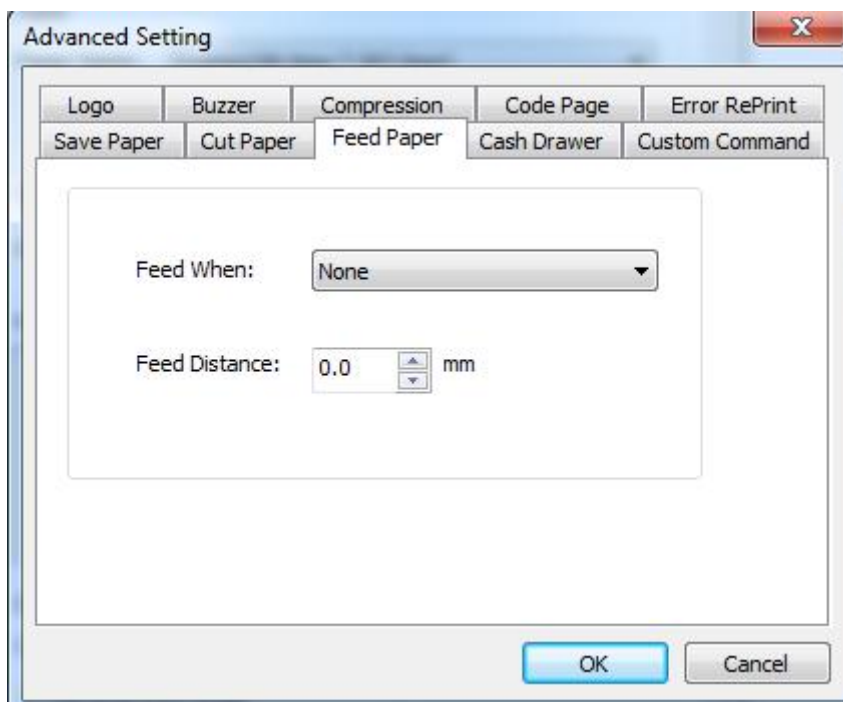 Advanced Setting
Logo Buzzer Compression Code Page Error RePrint
Save Paper Cut Paper Feed Paper Cash Drawer Custom Command
Feed When: None
Feed Distance: 0.0 mm
OK Cancel